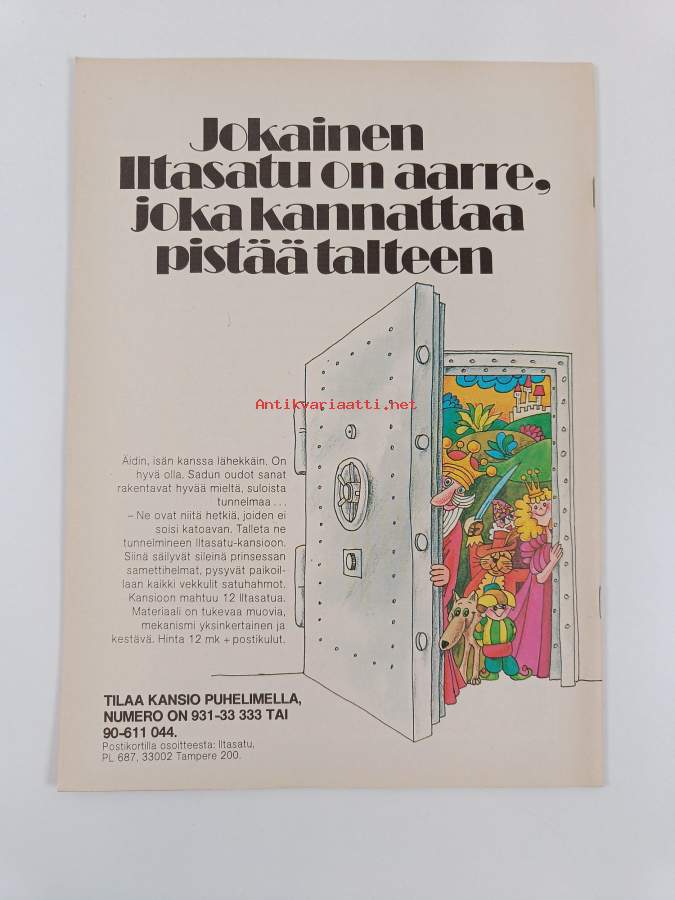 Jokainen
Iltasatu on aarre,
joka kannattaa
pistää talteen
Antikvariaatti.net
Äidin, isän kanssa lähekkäin. On
hyvä olla. Sadun oudot sanat
rakentavat hyvää mieltä, suloista
tunnelmaa . . .
– Ne ovat niitä hetkiä, joiden ei
soisi katoavan. Talleta ne
tunnelmineen Iltasatu-kansioon.
Siinä säilyvät sileinä prinsessan
samettihelmat, pysyvät paikoil-
laan kaikki vekkulit satuhahmot.
Kansioon mahtuu 12 Iltasatua.
Materiaali on tukevaa muovia,
mekanismi yksinkertainen ja
kestävä. Hinta 12 mk + postikulut.
TILAA KANSIO PUHELIMELLA,
NUMERO ON 931-33 333 TAI
90-611 044.
Postikortilla osoitteesta: Iltasatu,
PL 687, 33002 Tampere 200.